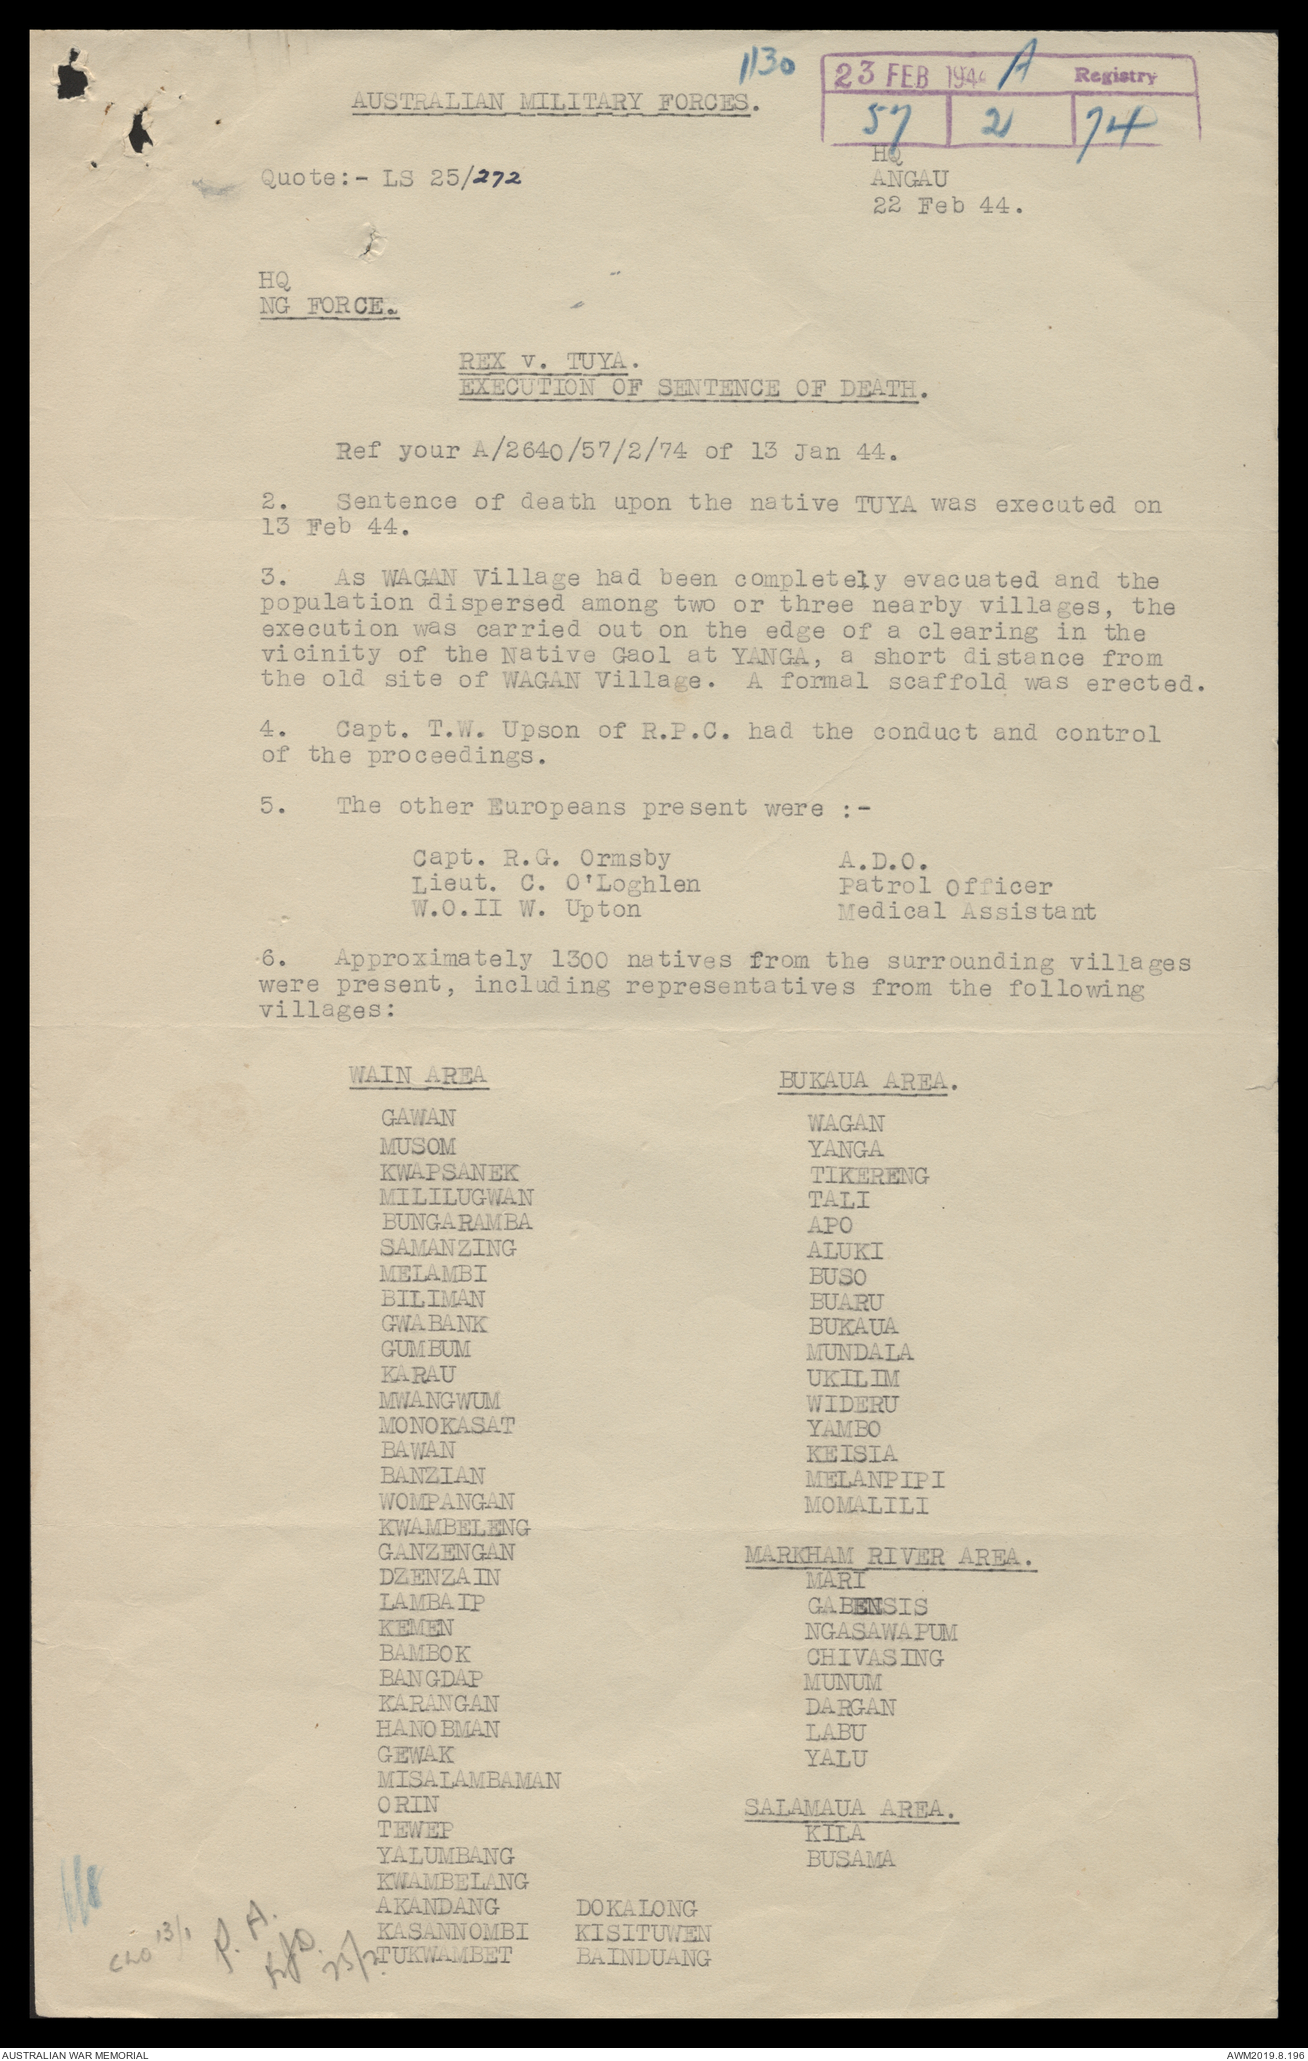 1130
23 FEB 1944 A Registry
57 2 74
AUSTRALIAN MILITARY FORCES.
Quote:- LS 25/272
HQ
ANGAU
22 Feb 44.
HQ
NG FORCE.
REX v. TUYA.
EXECUTION OF SENTENCE OF DEATH.
Ref your A/2640/57/2/74 of 13 Jan 44.
2. Sentence of death upon the native TUYA was executed on
13 Feb 44.
3. As WAGAN Village had been completely evacuated and the
population dispersed among two or three nearby villages, the
execution was carried out on the edge of a clearing in the
vicinity of the Native Gaol at YANGA, a short distance from
the old site of WAGAN Village. A formal scaffold was erected.
4. Capt. T.W. Upson of R.P.C. had the conduct and control
of the proceedings.
5. The other Europeans present were :-
Capt. R.G. Ormsby A.D.O.
Lieut. C. O'Loghlen Patrol Officer
W.O.II W. Upton Medical Assistant
6. Approximately 1300 natives from the surrounding villages
were present, including representatives from the following
villages:
WAIN AREA
GAWAN
MUSOM
KWAPSANEK
MILILUGWAN
BUNGARAMBA
SAMANZING
MELAMBI
BILIMAN
GWABANK
GUMBUM
KARAU
MWANGWUM
MONOKASAT
BAWAN
BANZIAN
WOMPANGAN
KWAMBELENG
GANZENGAN
DZENZAIN
LAMBAIP
KEMEN
BAMBOK
BANGDAP
KARANGAN
HANOBMAN
GEWAK
MISALAMBAMAN
ORIN
TEWEP
YALUMBANG
KWAMBELANG
AKANDANG DOKALONG
KASANNOMBI KISITUWEN
TUKWAMBET BAINDUANG
BUKAUA AREA.
WAGAN
YANGA
TIKERENG
TALI
APO
ALUKI
BUSO
BUARU
BUKAUA
MUNDALA
UKILIM
WIDERU
YAMBO
KEISIA
MELANPIPI
MOMALILI
MARKHAM RIVER AREA.
MARI
GABENSIS
NGASAWAPUM
CHIVASING
MUNUM
DARGAN
LABU
YALU
SALAMAUA AREA.
KILA
BUSAMA
P. A.
25/2
AUSTRALIAN WAR MEMORIAL
AWM2019.8.196